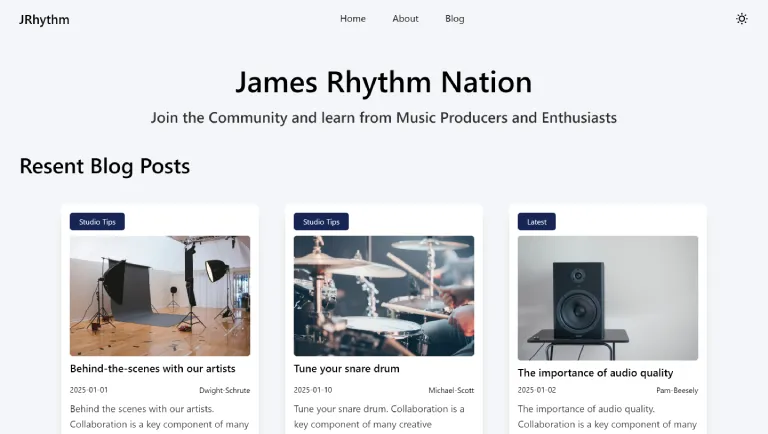 JRhythm
Home About Blog
James Rhythm Nation
Join the Community and learn from Music Producers and Enthusiasts
Resent Blog Posts
Studio Tips
Behind-the-scenes with our artists
2025-01-01 Dwight-Schrute
Behind the scenes with our artists.
Collaboration is a key component of many
Studio Tips
Tune your snare drum
2025-01-10 Michael-Scott
Tune your snare drum. Collaboration is a
key component of many creative
Latest
The importance of audio quality
2025-01-02 Pam-Beesely
The importance of audio quality.
Collaboration is a key component of many